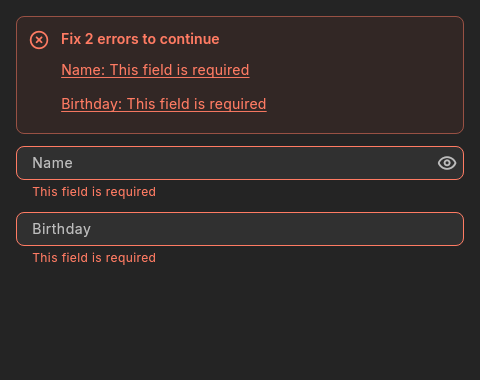 Fix 2 errors to continue
Name: This field is required
Birthday: This field is required
Name
This field is required
Birthday
This field is required